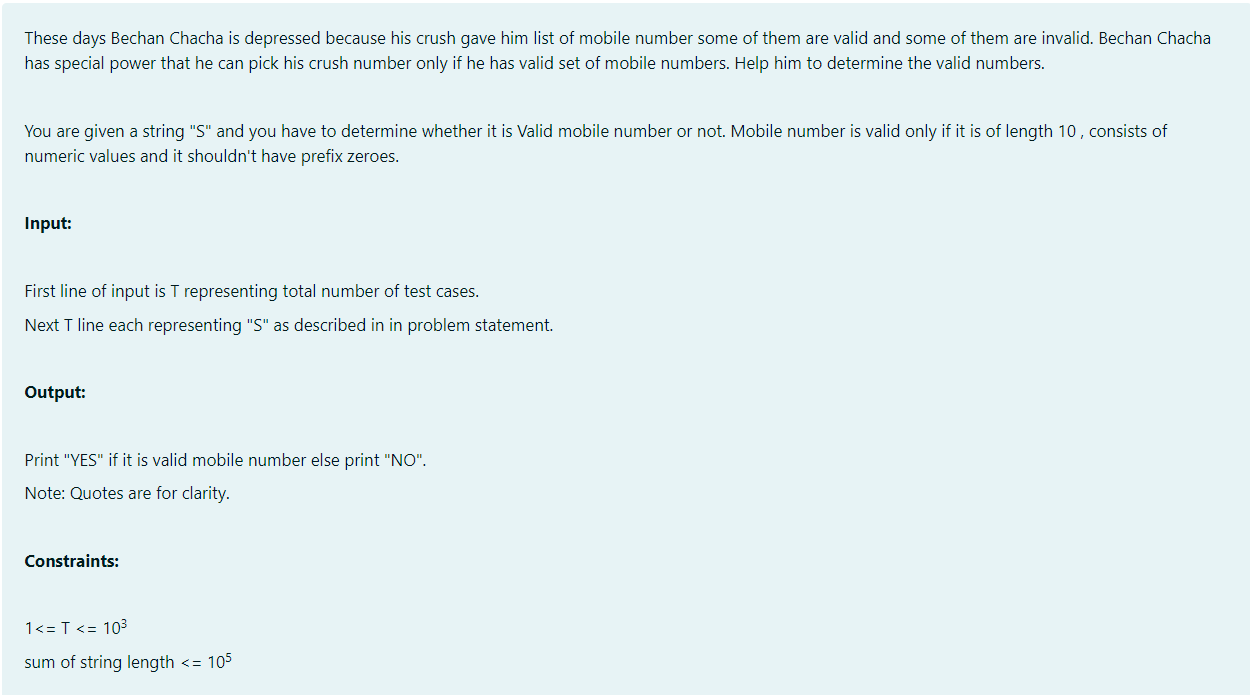 These days Bechan Chacha is depressed because his crush gave him list of mobile number some of them are valid and some of them are invalid. Bechan Chacha
has special power that he can pick his crush number only if he has valid set of mobile numbers. Help him to determine the valid numbers.
You are given a string "S" and you have to determine whether it is Valid mobile number or not. Mobile number is valid only if it is of length 10 , consists of
numeric values and it shouldn't have prefix zeroes.
Input:
First line of input is T representing total number of test cases.
Next T line each representing "S" as described in in problem statement.
Output:
Print "YES" if it is valid mobile number else print "NO".
Note: Quotes are for clarity.
Constraints:
1<= T <= 10³
sum of string length <= 10⁵